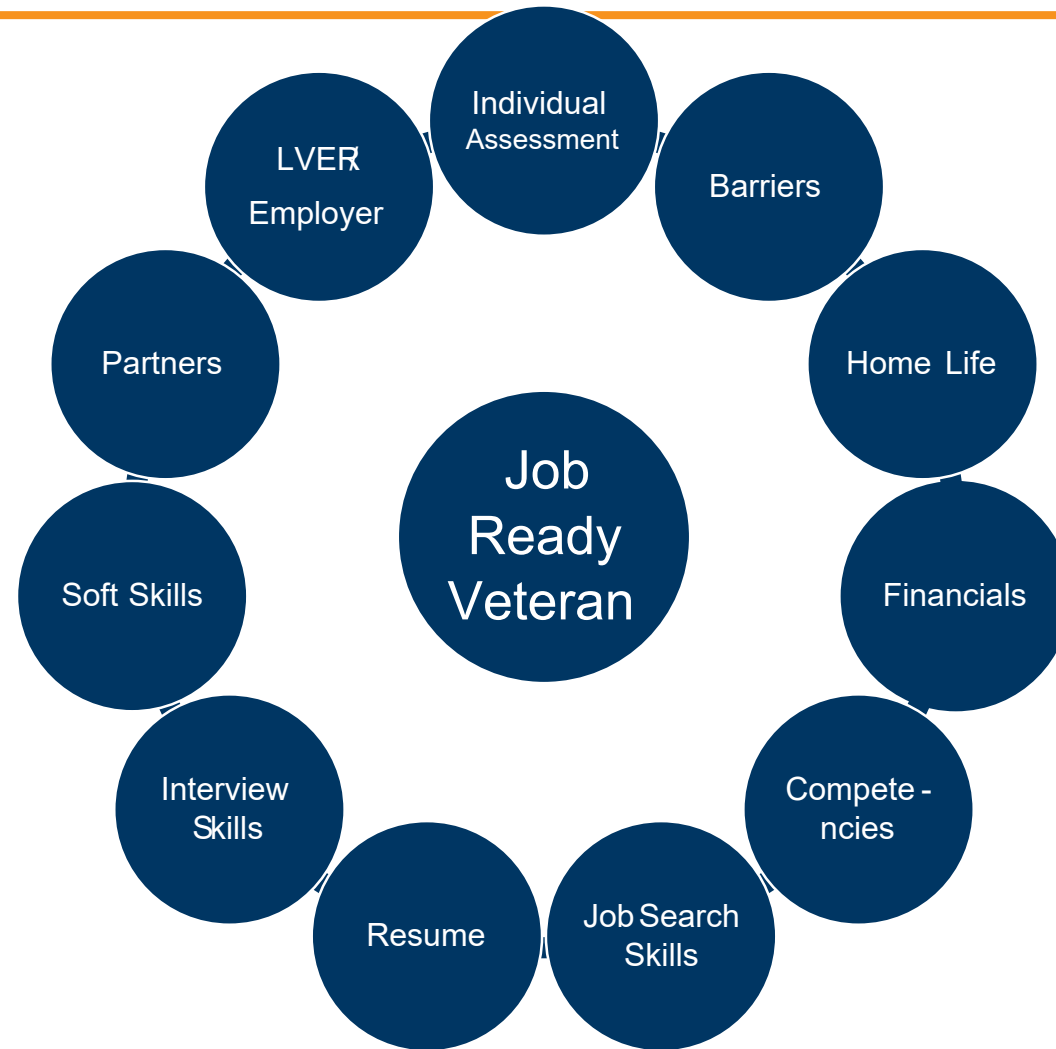 Individual
Assessment
Barriers
Home Life
Financials
Compete -
ncies
Job Search
Skills
Resume
Interview
Skills
Soft Skills
Partners
LVER/
Employer
Job
Ready
Veteran